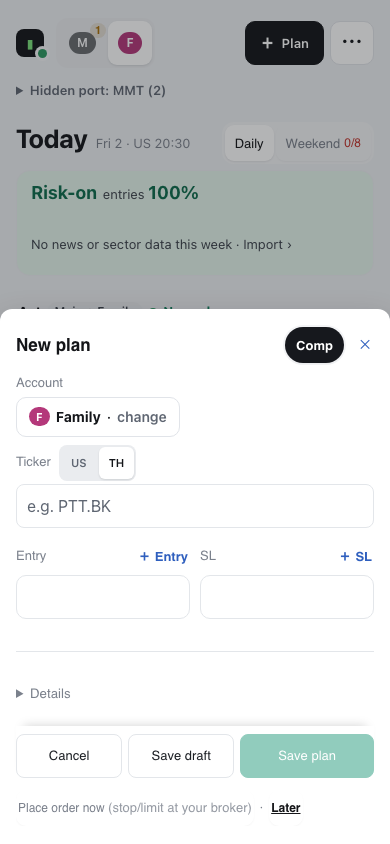 M 1 F + Plan ...
Hidden port: MMT (2)
Today Fri 2 · US 20:30 Daily Weekend 0/8
Risk-on entries 100%
No news or sector data this week · Import ›
New plan Comp ×
Account
F Family · change
Ticker US TH
e.g. PTT.BK
Entry + Entry SL + SL
Details
Cancel Save draft Save plan
Place order now (stop/limit at your broker) · Later